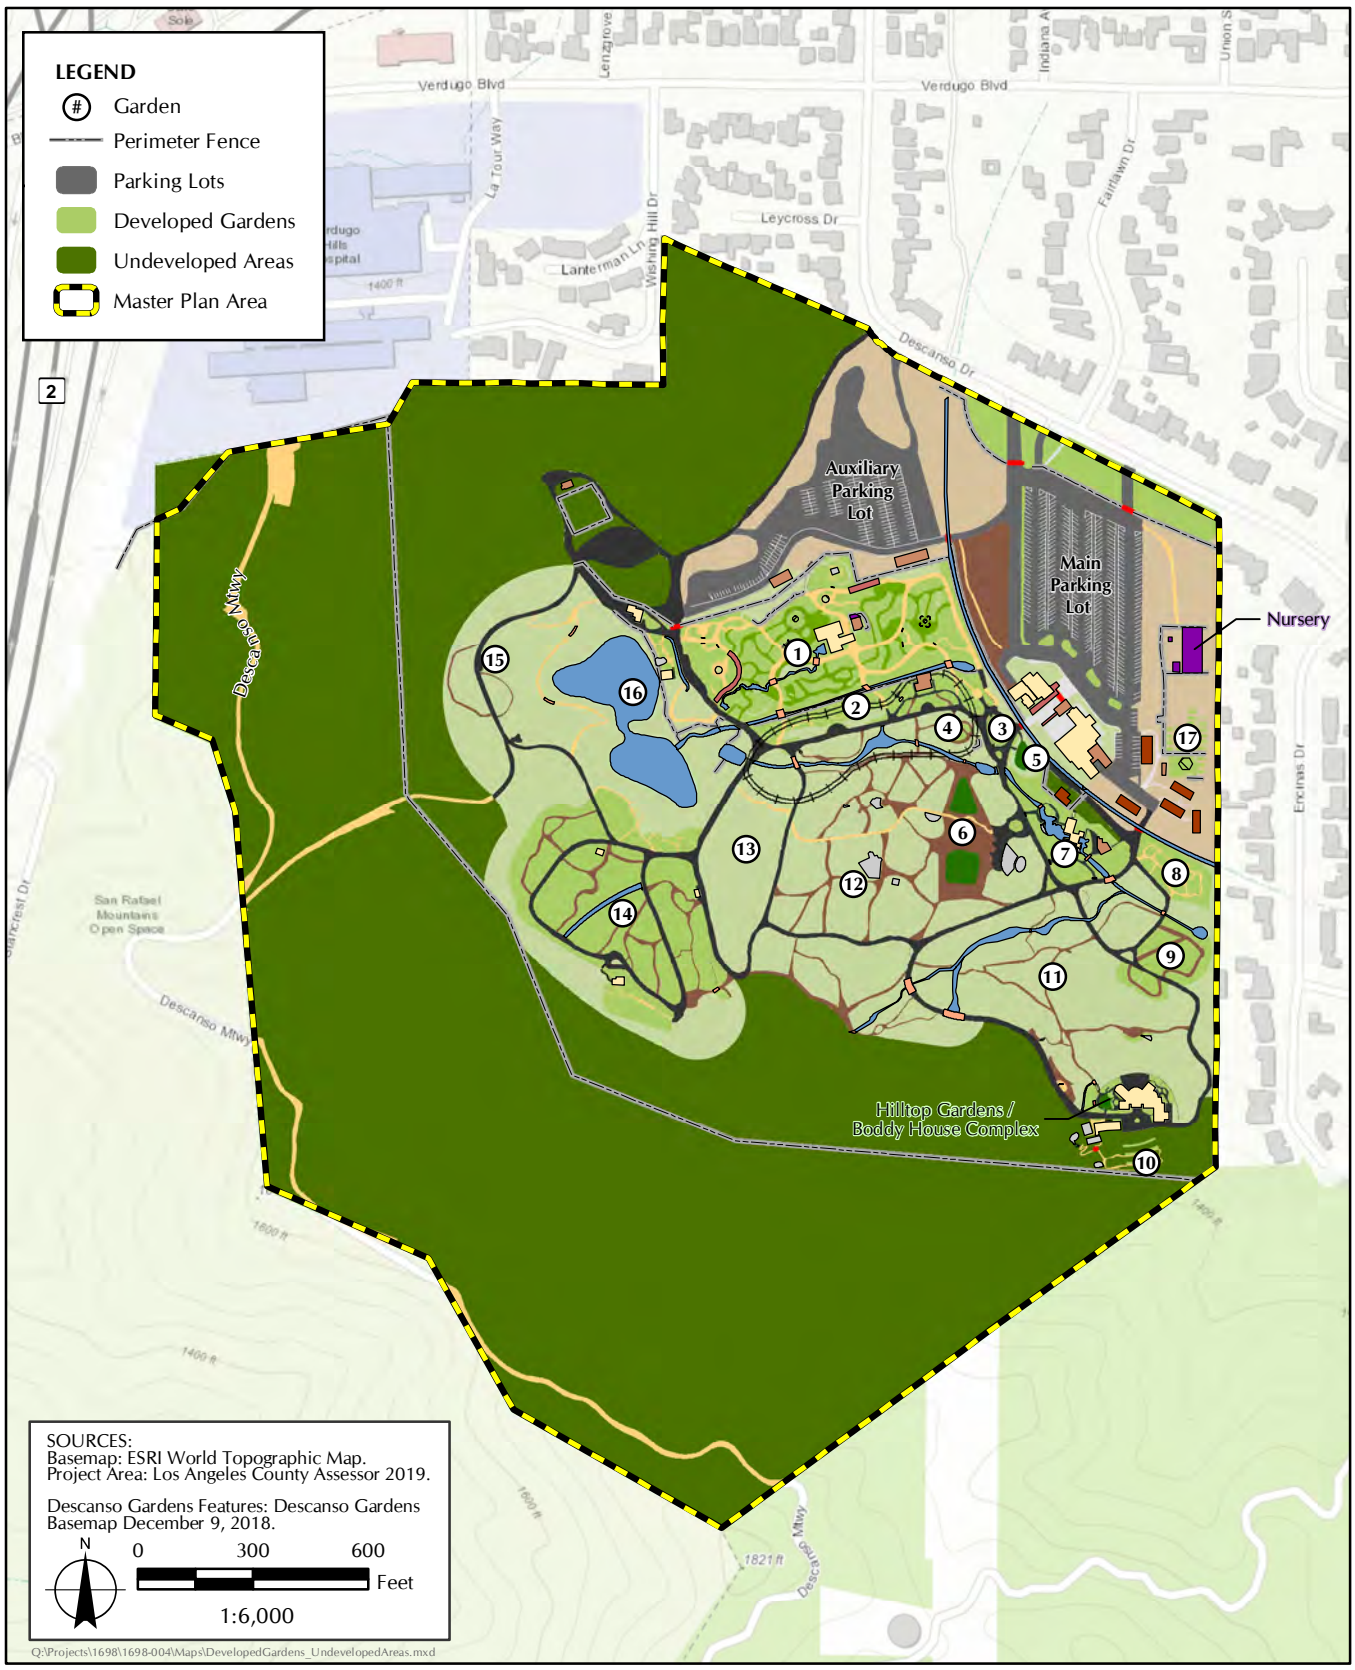 Sole
Lenzgrove
Indiana A
Union S
Verdugo Blvd
Verdugo Blvd
LEGEND
#
Garden
Perimeter Fence
Parking Lots
Developed Gardens
Undeveloped Areas
Master Plan Area
La Tour Way
Fairlawn Dr
Wishing Hill Dr
Leycross Dr
Lanterman Ln
rdugo
Hills
spital
1400 ft
2
Descanso Dr
Auxiliary
Parking
Lot
Main
Parking
Lot
Nursery
Descanso Mtwy
1
2
3
4
5
6
7
8
9
10
11
12
13
14
15
16
17
Encinas Dr
San Rafael
Mountains
Open Space
Descanso Mtwy
Hilltop Gardens /
Boddy House Complex
1400 ft
1600 ft
1400 ft
1600 ft
1821 ft
Descanso Mtwy
SOURCES:
Basemap: ESRI World Topographic Map.
Project Area: Los Angeles County Assessor 2019.
Descanso Gardens Features: Descanso Gardens
Basemap December 9, 2018.
N
0 300 600
Feet
1:6,000
Q:\Projects\1698\1698-004\Maps\DevelopedGardens_UndevelopedAreas.mxd